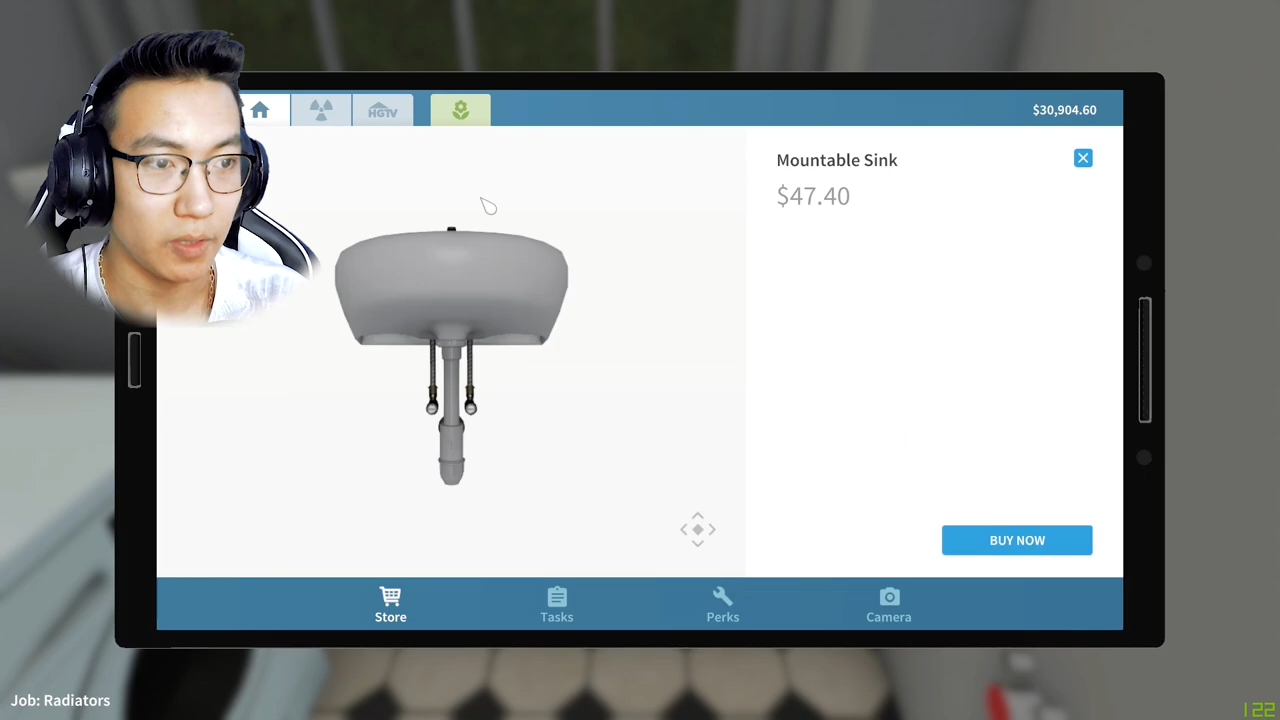 HGTV
$30,904.60
Mountable Sink
$47.40
BUY NOW
Store
Tasks
Perks
Camera
Job: Radiators
122